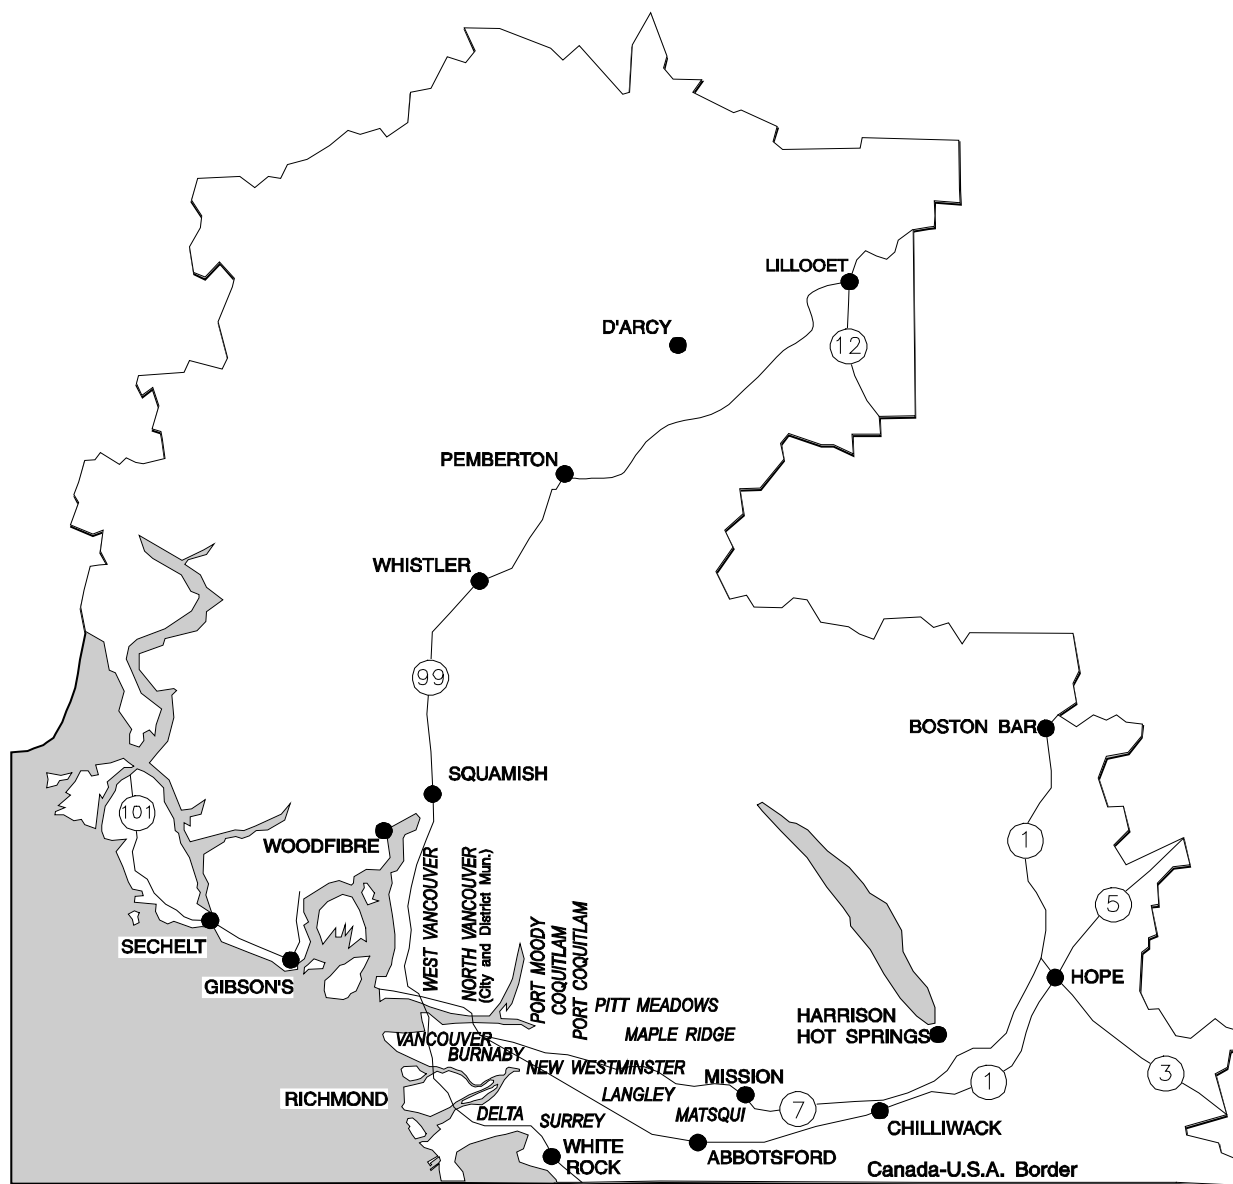 LILLOOET
D'ARCY
12
PEMBERTON
WHISTLER
99
BOSTON BAR
SQUAMISH
101
WOODFIBRE
1
WEST VANCOUVER
NORTH VANCOUVER
(City and District Mun.)
PORT MOODY
COQUITLAM
PORT COQUITLAM
5
SECHELT
GIBSON'S
HOPE
PITT MEADOWS
HARRISON
HOT SPRINGS
MAPLE RIDGE
VANCOUVER
BURNABY
NEW WESTMINSTER
MISSION
1
3
RICHMOND
LANGLEY
7
DELTA
SURREY
MATSQUI
CHILLIWACK
WHITE
ROCK
ABBOTSFORD
Canada-U.S.A. Border